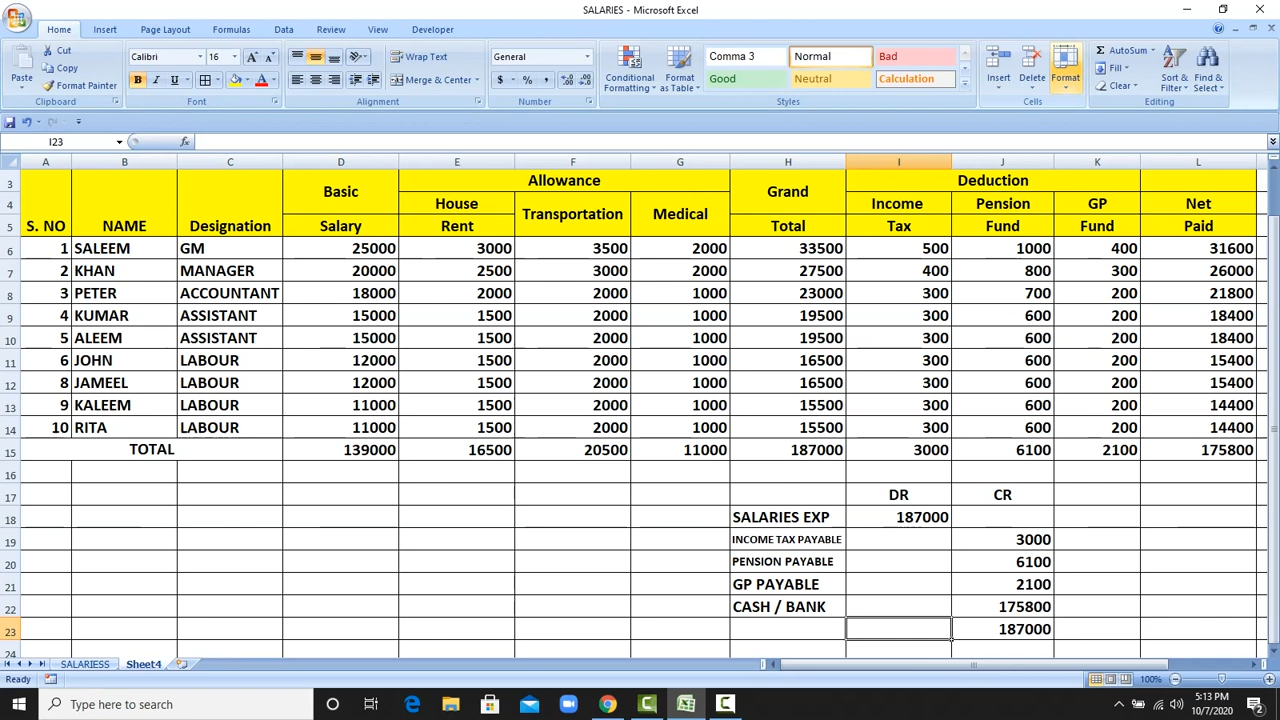 SALARIES - Microsoft Excel
Home Insert Page Layout Formulas Data Review View Developer
Paste Cut Copy Format Painter Clipboard
Calibri 16 A A B I U A Font
Wrap Text Merge & Center Alignment
General $ % , Number
Conditional Formatting Format as Table Comma 3 Normal Bad Good Neutral Calculation Styles
Insert Delete Format Cells
Σ AutoSum Fill Clear Sort & Filter Find & Select Editing
I23 fx
A B C D E F G H I J K L
3 Basic Allowance Grand Deduction
4 House Transportation Medical Income Pension GP Net
5 S. NO NAME Designation Salary Rent Total Tax Fund Fund Paid
6 1 SALEEM GM 25000 3000 3500 2000 33500 500 1000 400 31600
7 2 KHAN MANAGER 20000 2500 3000 2000 27500 400 800 300 26000
8 3 PETER ACCOUNTANT 18000 2000 2000 1000 23000 300 700 200 21800
9 4 KUMAR ASSISTANT 15000 1500 2000 1000 19500 300 600 200 18400
10 5 ALEEM ASSISTANT 15000 1500 2000 1000 19500 300 600 200 18400
11 6 JOHN LABOUR 12000 1500 2000 1000 16500 300 600 200 15400
12 8 JAMEEL LABOUR 12000 1500 2000 1000 16500 300 600 200 15400
13 9 KALEEM LABOUR 11000 1500 2000 1000 15500 300 600 200 14400
14 10 RITA LABOUR 11000 1500 2000 1000 15500 300 600 200 14400
15 TOTAL 139000 16500 20500 11000 187000 3000 6100 2100 175800
16
17 DR CR
18 SALARIES EXP 187000
19 INCOME TAX PAYABLE 3000
20 PENSION PAYABLE 6100
21 GP PAYABLE 2100
22 CASH / BANK 175800
23 187000
24
SALARIESS Sheet4
Ready 100%
Type here to search
5:13 PM
10/7/2020
2